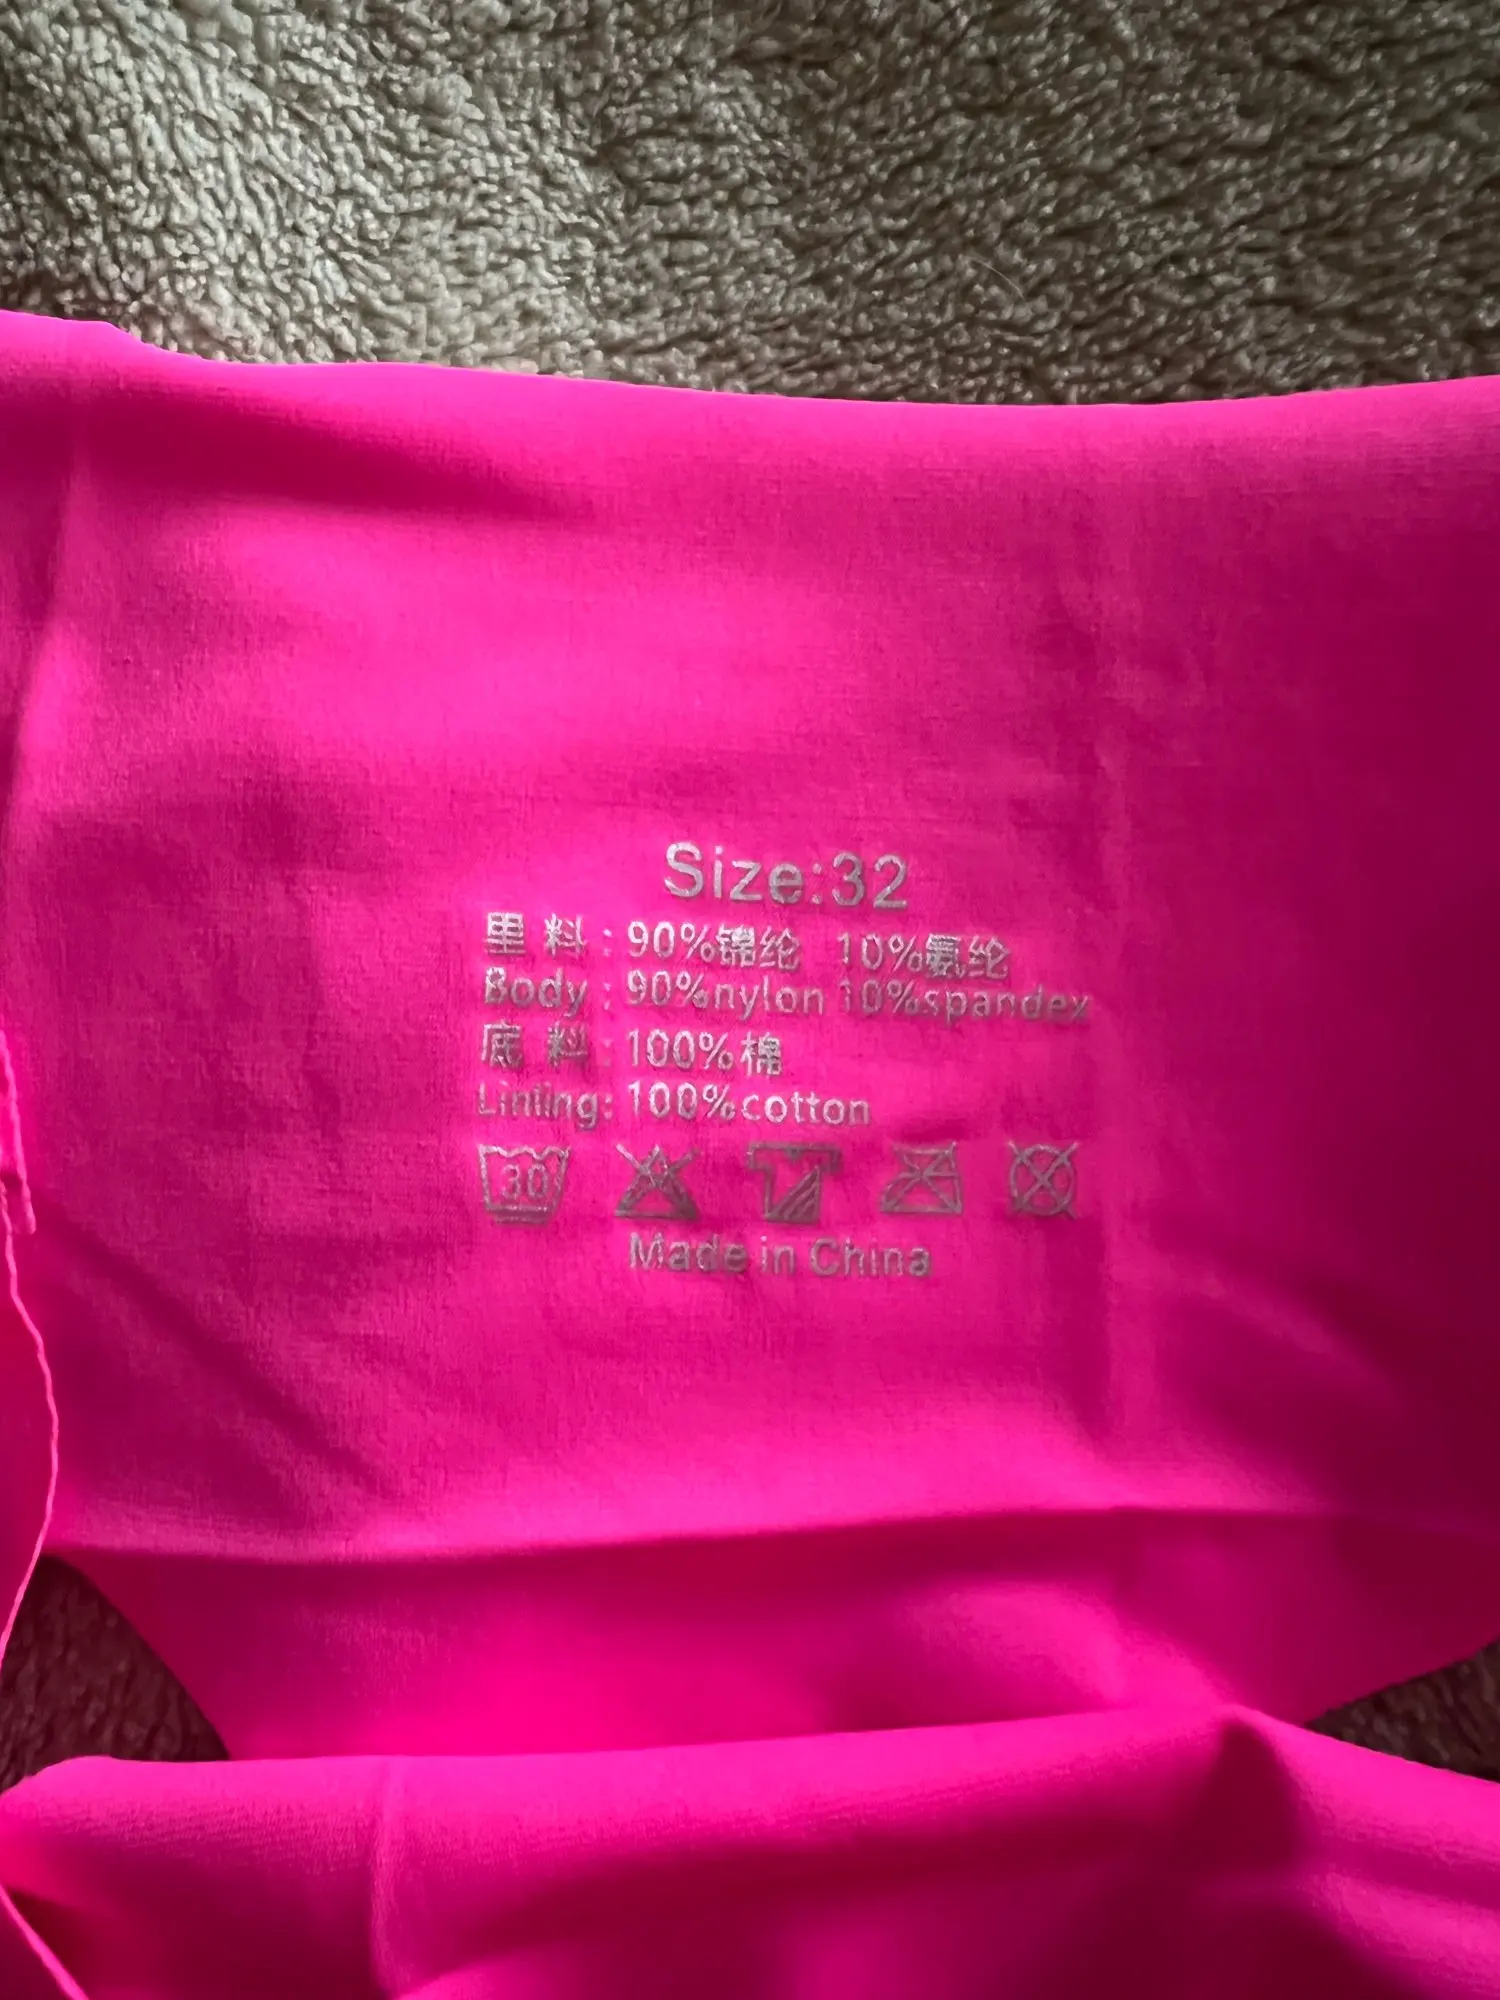 Size:32
里 料 : 90%锦纶 10%氨纶
Body : 90%nylon 10%spandex
底 料 : 100%棉
Linling: 100%cotton
30
Made in China